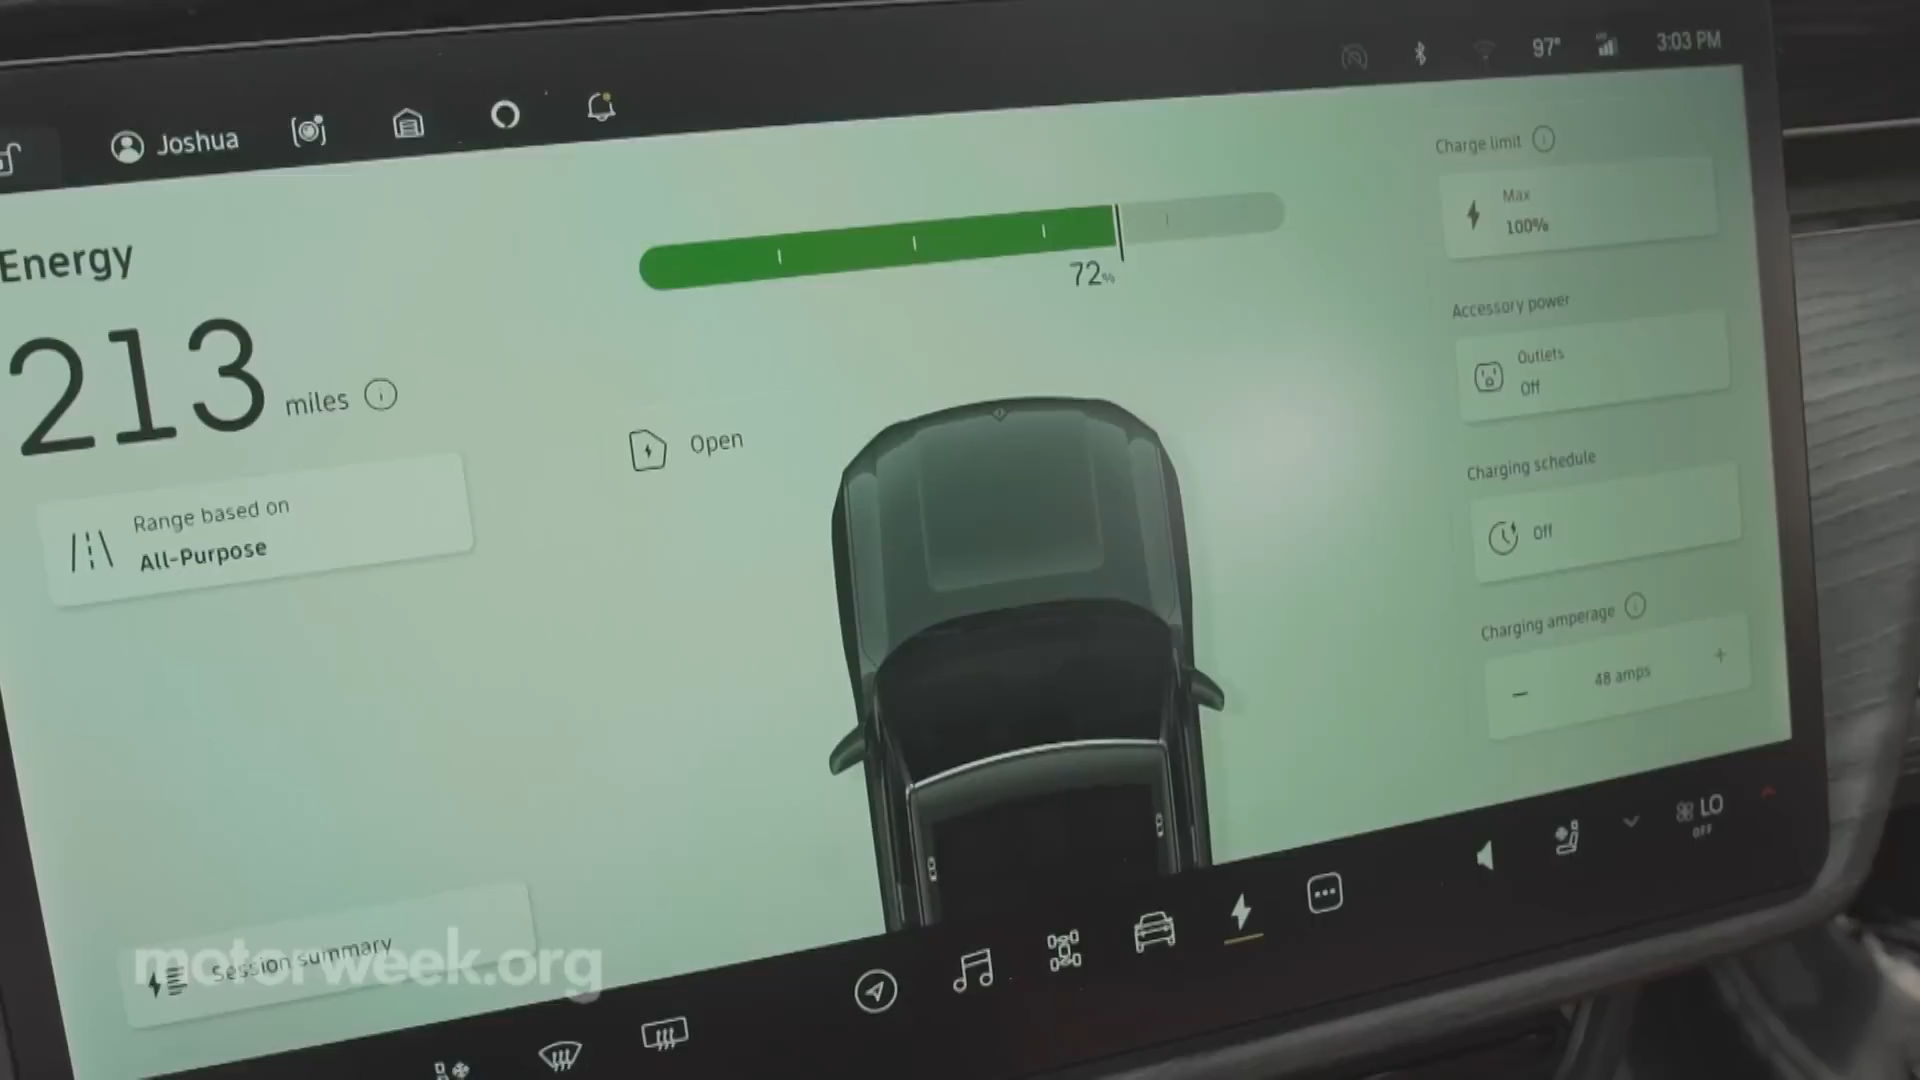 97° 3:03 PM
Joshua
Energy
213 miles
Range based on
All-Purpose
72%
Open
Charge limit
Max
100%
Accessory power
Outlets
Off
Charging schedule
Off
Charging amperage
− 48 amps +
Session summary
motorweek.org
LO
OFF